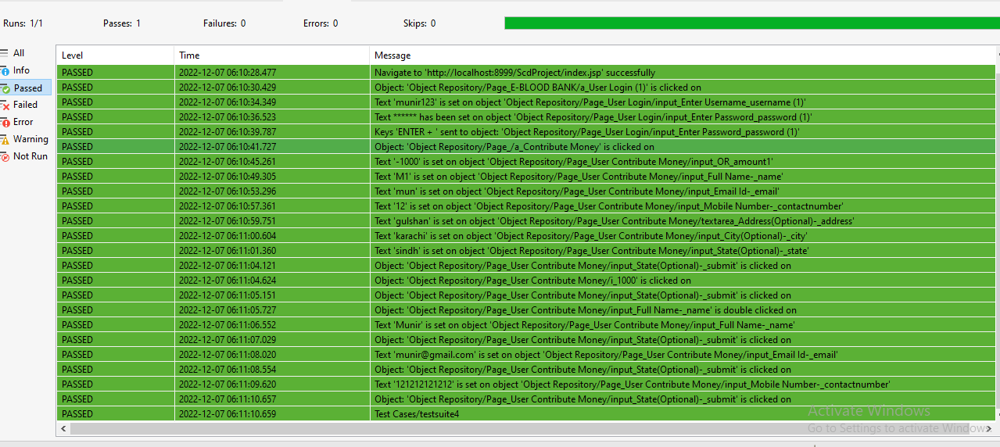 Runs: 1/1 Passes: 1 Failures: 0 Errors: 0 Skips: 0
All
Info
Passed
Failed
Error
Warning
Not Run
Level Time Message
PASSED 2022-12-07 06:10:28.477 Navigate to 'http://localhost:8999/ScdProject/index.jsp' successfully
PASSED 2022-12-07 06:10:30.429 Object: 'Object Repository/Page_E-BLOOD BANK/a_User Login (1)' is clicked on
PASSED 2022-12-07 06:10:34.349 Text 'munir123' is set on object 'Object Repository/Page_User Login/input_Enter Username_username (1)'
PASSED 2022-12-07 06:10:36.523 Text ****** has been set on object 'Object Repository/Page_User Login/input_Enter Password_password (1)'
PASSED 2022-12-07 06:10:39.787 Keys 'ENTER + ' sent to object: 'Object Repository/Page_User Login/input_Enter Password_password (1)'
PASSED 2022-12-07 06:10:41.727 Object: 'Object Repository/Page_/a_Contribute Money' is clicked on
PASSED 2022-12-07 06:10:45.261 Text '-1000' is set on object 'Object Repository/Page_User Contribute Money/input_OR_amount1'
PASSED 2022-12-07 06:10:49.305 Text 'M1' is set on object 'Object Repository/Page_User Contribute Money/input_Full Name-_name'
PASSED 2022-12-07 06:10:53.296 Text 'mun' is set on object 'Object Repository/Page_User Contribute Money/input_Email Id-_email'
PASSED 2022-12-07 06:10:57.361 Text '12' is set on object 'Object Repository/Page_User Contribute Money/input_Mobile Number-_contactnumber'
PASSED 2022-12-07 06:10:59.751 Text 'gulshan' is set on object 'Object Repository/Page_User Contribute Money/textarea_Address(Optional)-_address'
PASSED 2022-12-07 06:11:00.604 Text 'karachi' is set on object 'Object Repository/Page_User Contribute Money/input_City(Optional)-_city'
PASSED 2022-12-07 06:11:01.360 Text 'sindh' is set on object 'Object Repository/Page_User Contribute Money/input_State(Optional)-_state'
PASSED 2022-12-07 06:11:04.121 Object: 'Object Repository/Page_User Contribute Money/input_State(Optional)-_submit' is clicked on
PASSED 2022-12-07 06:11:04.624 Object: 'Object Repository/Page_User Contribute Money/i_1000' is clicked on
PASSED 2022-12-07 06:11:05.151 Object: 'Object Repository/Page_User Contribute Money/input_State(Optional)-_submit' is clicked on
PASSED 2022-12-07 06:11:05.727 Object: 'Object Repository/Page_User Contribute Money/input_Full Name-_name' is double clicked on
PASSED 2022-12-07 06:11:06.552 Text 'Munir' is set on object 'Object Repository/Page_User Contribute Money/input_Full Name-_name'
PASSED 2022-12-07 06:11:07.029 Object: 'Object Repository/Page_User Contribute Money/input_State(Optional)-_submit' is clicked on
PASSED 2022-12-07 06:11:08.020 Text 'munir@gmail.com' is set on object 'Object Repository/Page_User Contribute Money/input_Email Id-_email'
PASSED 2022-12-07 06:11:08.554 Object: 'Object Repository/Page_User Contribute Money/input_State(Optional)-_submit' is clicked on
PASSED 2022-12-07 06:11:09.620 Text '121212121212' is set on object 'Object Repository/Page_User Contribute Money/input_Mobile Number-_contactnumber'
PASSED 2022-12-07 06:11:10.657 Object: 'Object Repository/Page_User Contribute Money/input_State(Optional)-_submit' is clicked on
PASSED 2022-12-07 06:11:10.659 Test Cases/testsuite4
Activate Windows
Go to Settings to activate Windows.